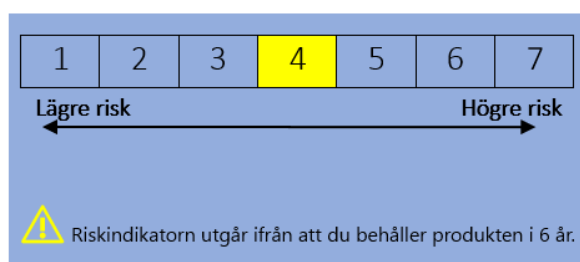 1 2 3 4 5 6 7
Lägre risk Högre risk
Riskindikatorn utgår ifrån att du behåller produkten i 6 år.